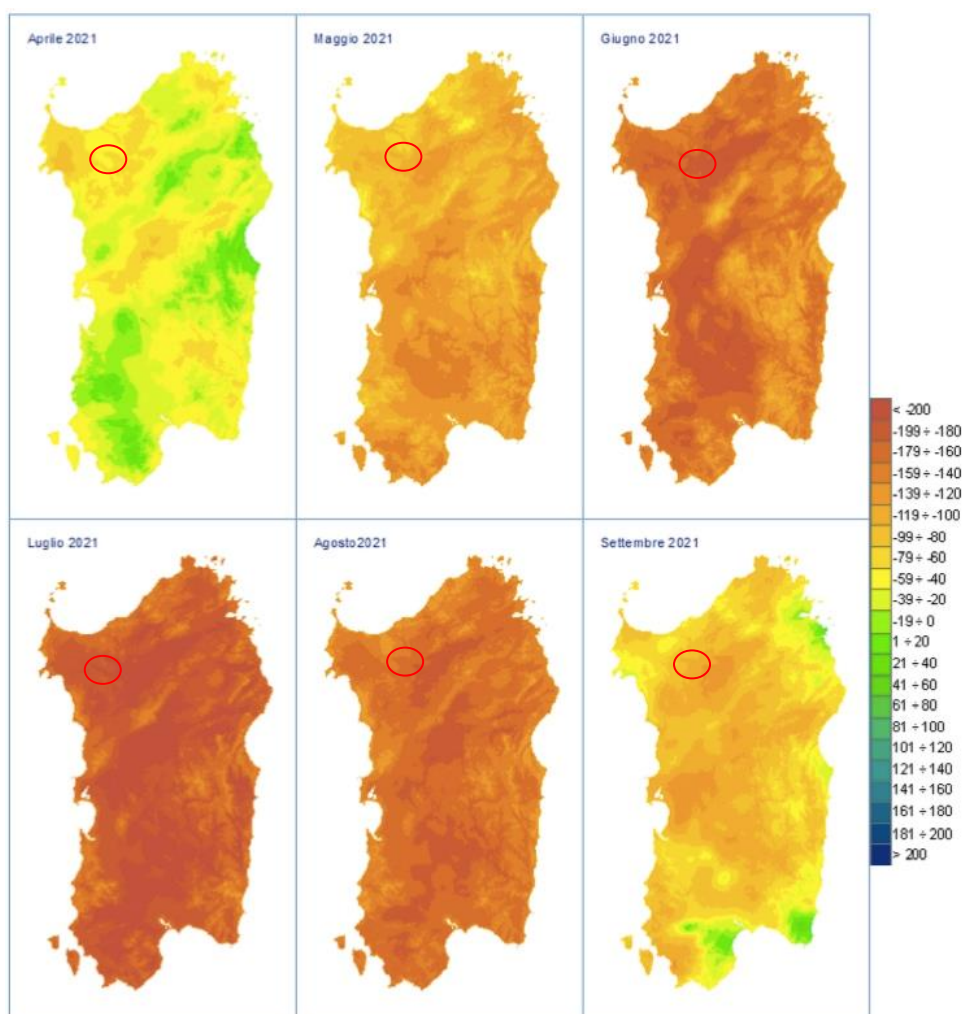 Aprile 2021
Maggio 2021
Giugno 2021
Luglio 2021
Agosto2021
Settembre 2021
< -200
-199 ÷ -180
-179 ÷ -160
-159 ÷ -140
-139 ÷ -120
-119 ÷ -100
-99 ÷ -80
-79 ÷ -60
-59 ÷ -40
-39 ÷ -20
-19 ÷ 0
1 ÷ 20
21 ÷ 40
41 ÷ 60
61 ÷ 80
81 ÷ 100
101 ÷ 120
121 ÷ 140
141 ÷ 160
161 ÷ 180
181 ÷ 200
> 200